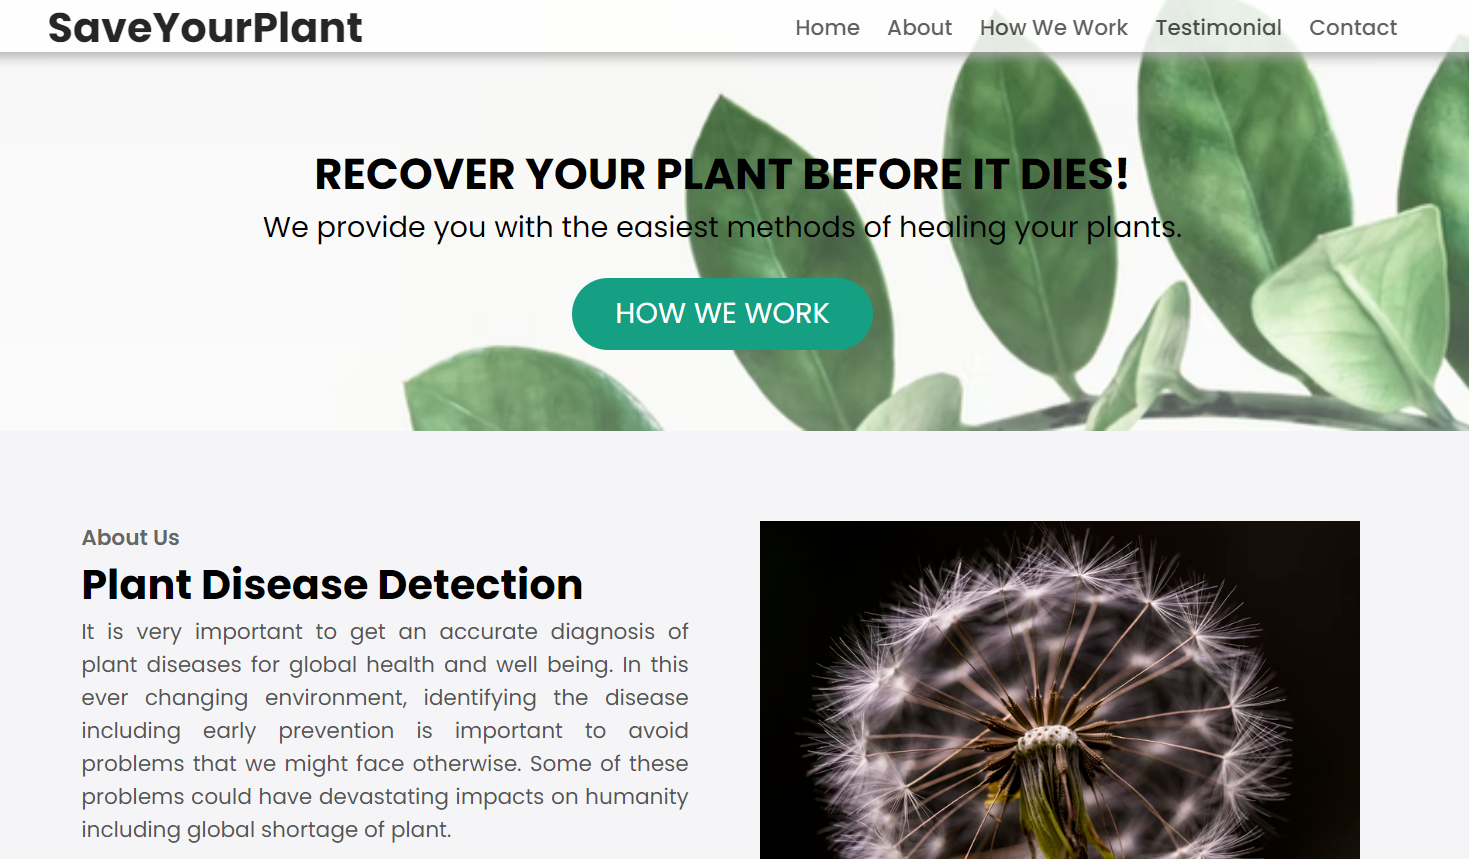 SaveYourPlant
Home About How We Work Testimonial Contact
RECOVER YOUR PLANT BEFORE IT DIES!
We provide you with the easiest methods of healing your plants.
HOW WE WORK
About Us
Plant Disease Detection
It is very important to get an accurate diagnosis of
plant diseases for global health and well being. In this
ever changing environment, identifying the disease
including early prevention is important to avoid
problems that we might face otherwise. Some of these
problems could have devastating impacts on humanity
including global shortage of plant.